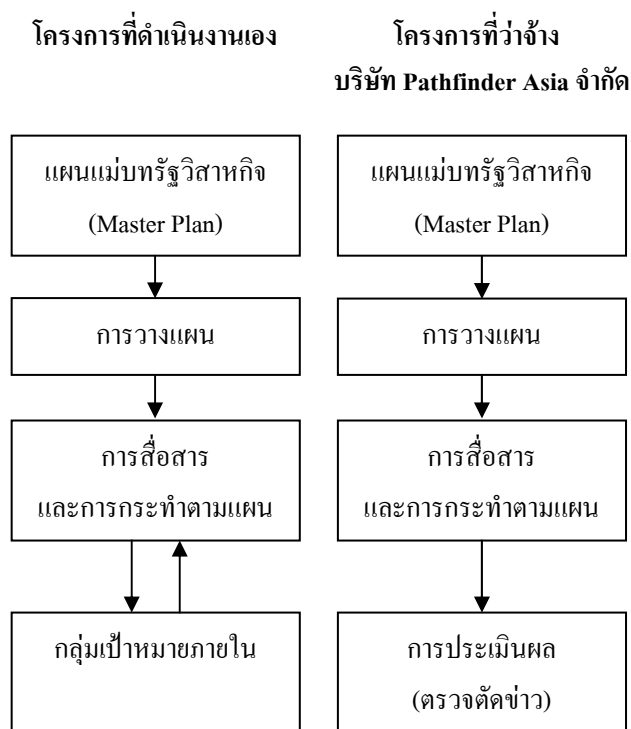 โครงการที่ดำเนินงานเอง
แผนแม่บทรัฐวิสาหกิจ
(Master Plan)
การวางแผน
การสื่อสาร
และการกระทำตามแผน
กลุ่มเป้าหมายภายใน
โครงการที่ว่าจ้าง
บริษัท Pathfinder Asia จำกัด
แผนแม่บทรัฐวิสาหกิจ
(Master Plan)
การวางแผน
การสื่อสาร
และการกระทำตามแผน
การประเมินผล
(ตรวจตัดข่าว)